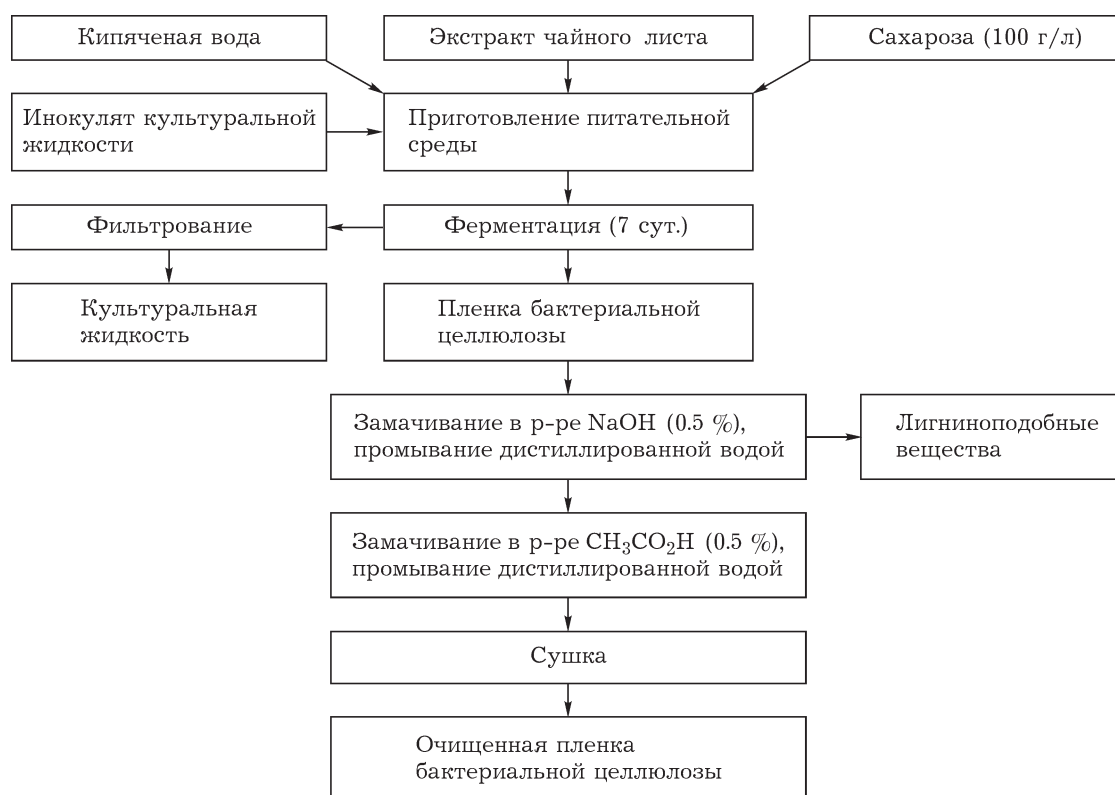 Кипяченая вода
Экстракт чайного листа
Сахароза (100 г/л)
Инокулят культуральной
жидкости
Приготовление питательной
среды
Фильтрование
Ферментация (7 сут.)
Культуральная
жидкость
Пленка бактериальной
целлюлозы
Замачивание в р-ре NaOH (0.5 %),
промывание дистиллированной водой
Лигниноподобные
вещества
Замачивание в р-ре CH₃CO₂H (0.5 %),
промывание дистиллированной водой
Сушка
Очищенная пленка
бактериальной целлюлозы